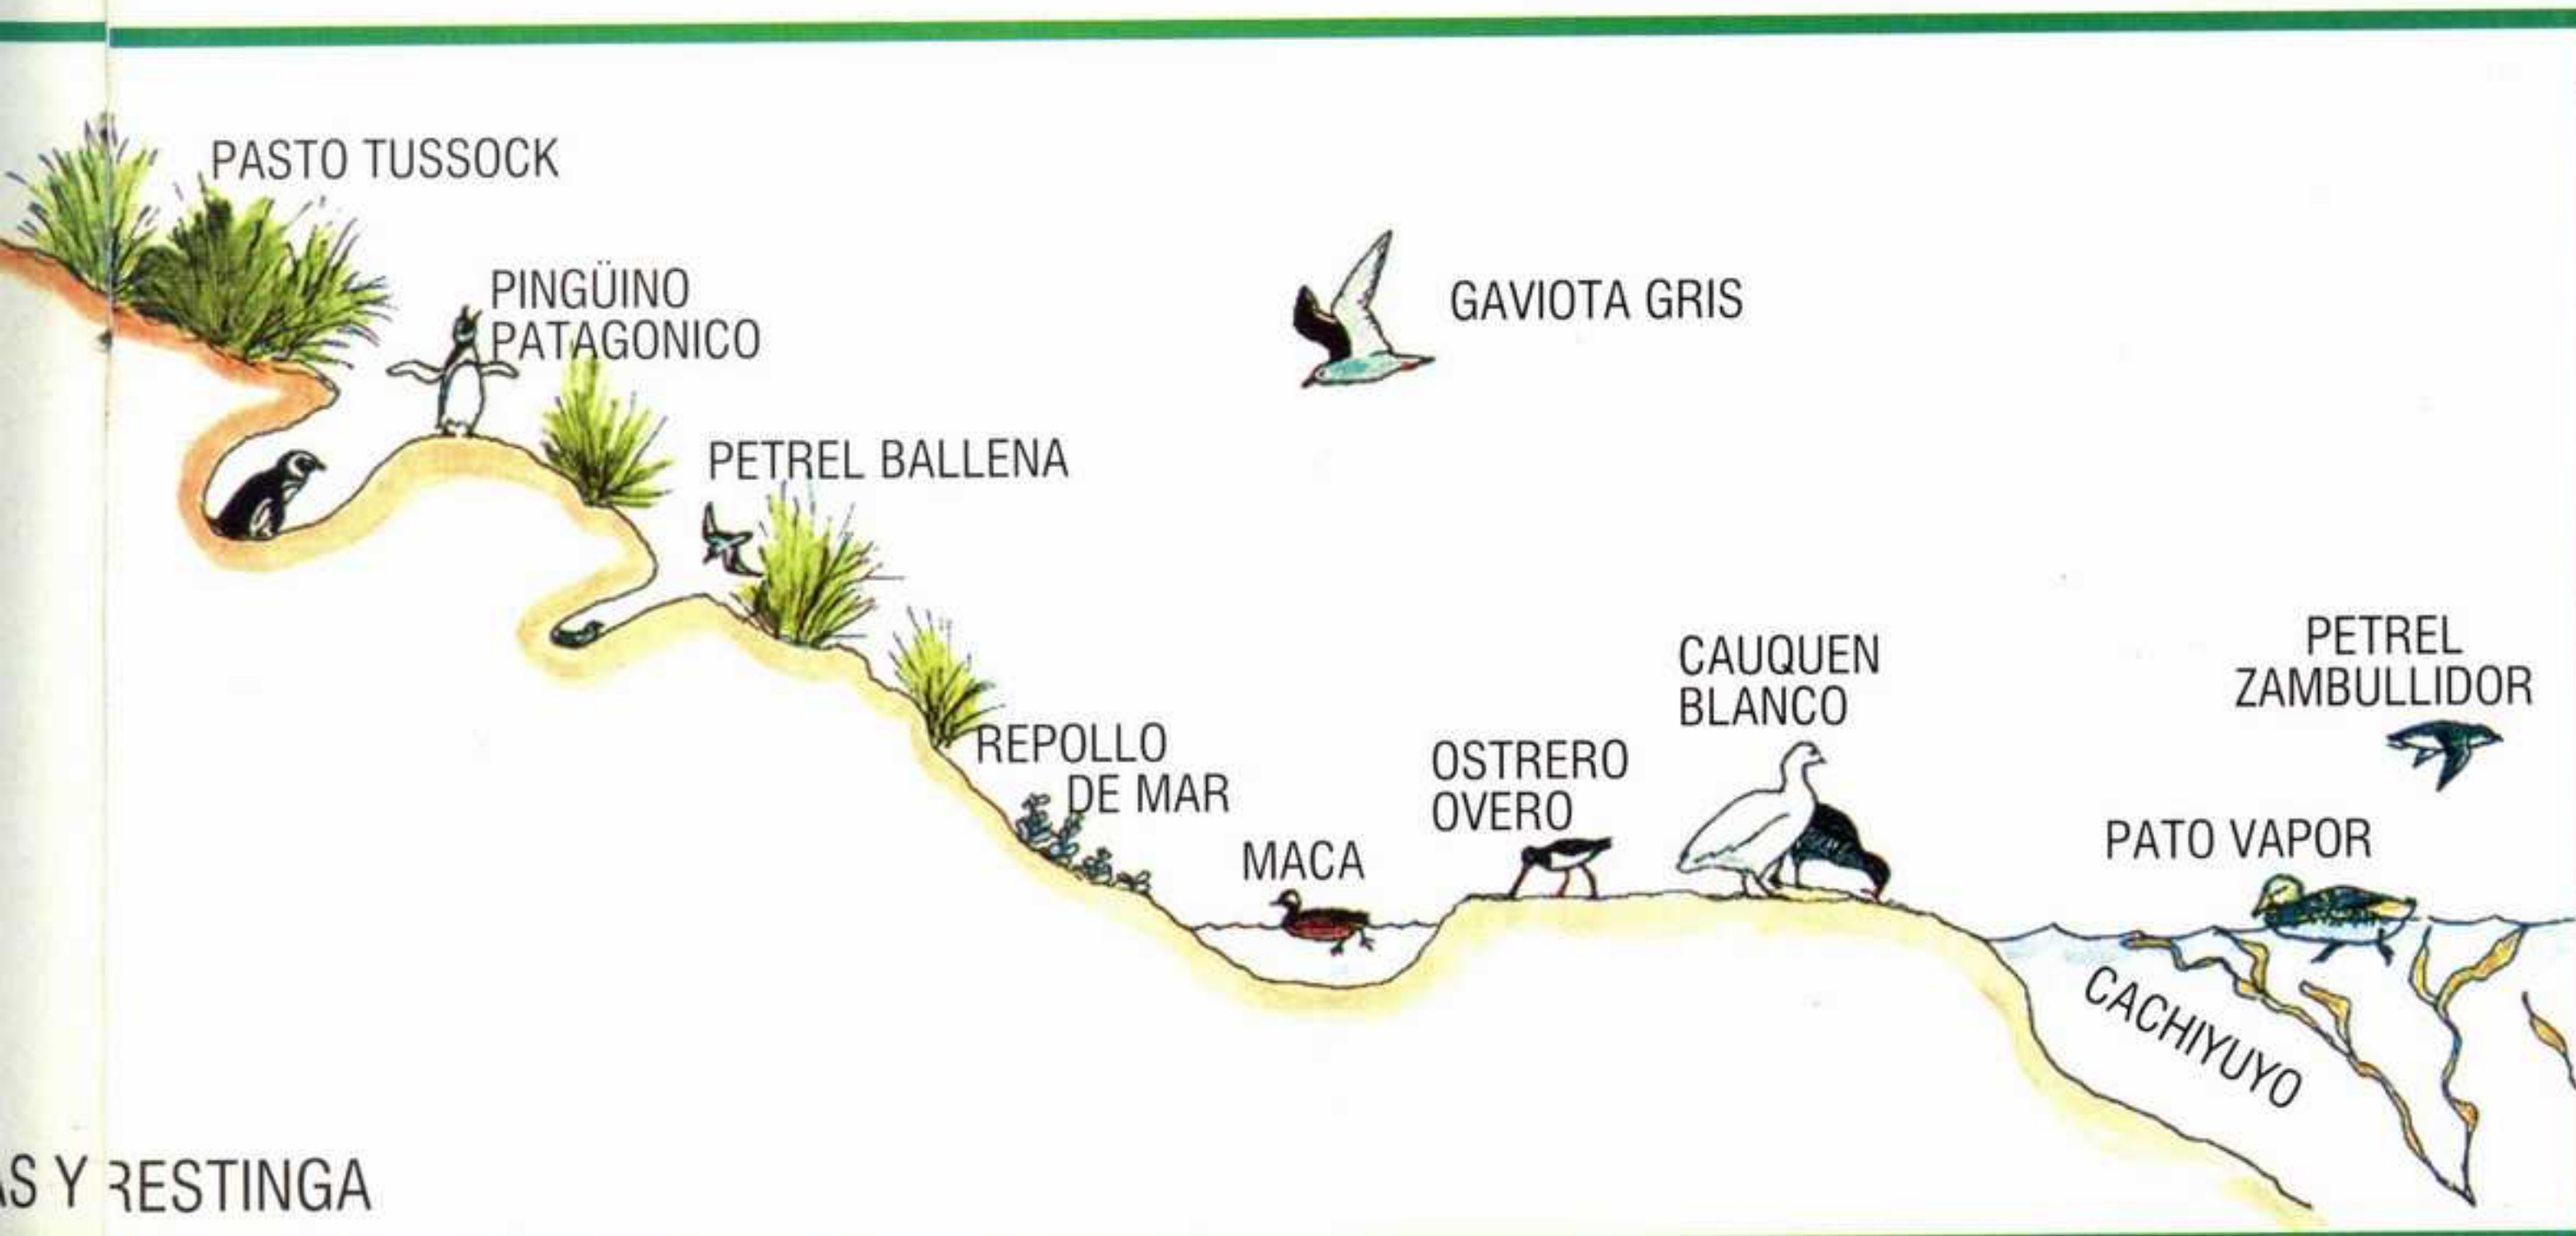 PASTO TUSSOCK
PINGÜINO
PATAGONICO
GAVIOTA GRIS
PETREL BALLENA
REPOLLO
DE MAR
MACA
OSTRERO
OVERO
CAUQUEN
BLANCO
PETREL
ZAMBULLIDOR
PATO VAPOR
CACHIYUYO
Y RESTINGA